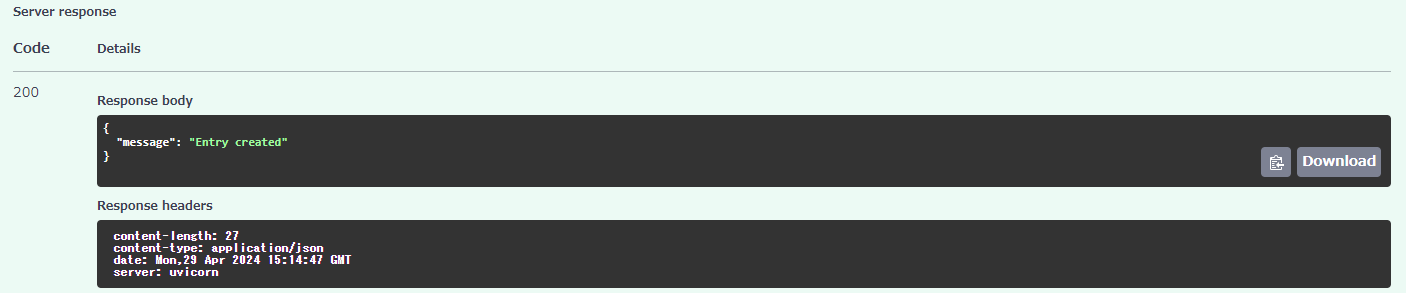 Server response
Code Details
200
Response body
{
"message": "Entry created"
}
Download
Response headers
content-length: 27
content-type: application/json
date: Mon,29 Apr 2024 15:14:47 GMT
server: uvicorn